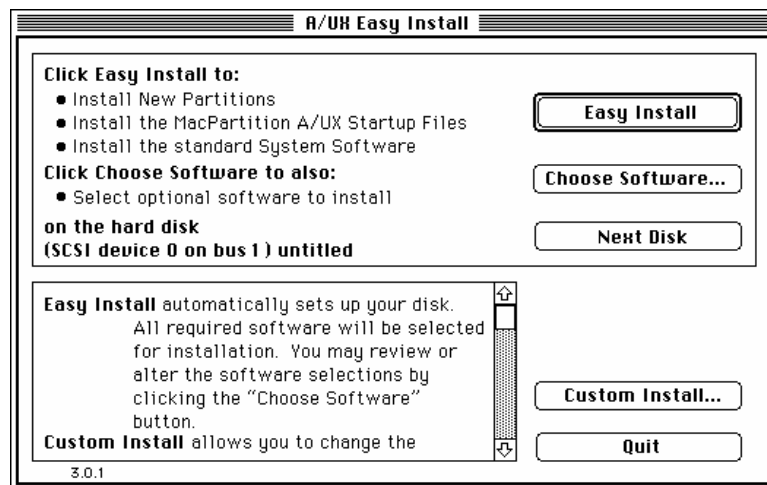 A/UX Easy Install
Click Easy Install to:
● Install New Partitions
● Install the MacPartition A/UX Startup Files
● Install the standard System Software
Click Choose Software to also:
● Select optional software to install
on the hard disk
(SCSI device 0 on bus 1 ) untitled
Easy Install
Choose Software...
Next Disk
Easy Install automatically sets up your disk.
All required software will be selected
for installation.  You may review or
alter the software selections by
clicking the “Choose Software”
button.
Custom Install allows you to change the
Custom Install...
Quit
3.0.1